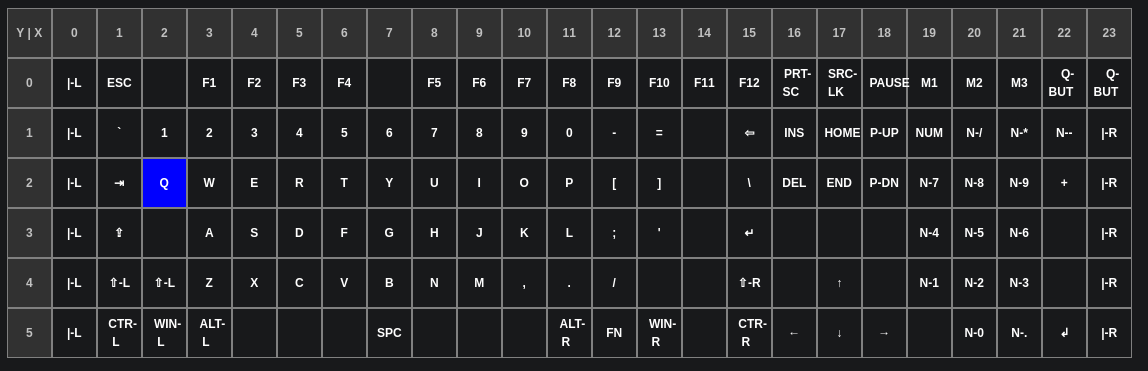 Y | X 0 1 2 3 4 5 6 7 8 9 10 11 12 13 14 15 16 17 18 19 20 21 22 23
0 |-L ESC F1 F2 F3 F4 F5 F6 F7 F8 F9 F10 F11 F12 PRT-SC SRC-LK PAUSE M1 M2 M3 Q-BUT Q-BUT
1 |-L ` 1 2 3 4 5 6 7 8 9 0 - = ⇦ INS HOME P-UP NUM N-/ N-* N-- |-R
2 |-L ⇥ Q W E R T Y U I O P [ ] \ DEL END P-DN N-7 N-8 N-9 + |-R
3 |-L ⇪ A S D F G H J K L ; ' ↵ N-4 N-5 N-6 |-R
4 |-L ⇧-L ⇧-L Z X C V B N M , . / ⇧-R ↑ N-1 N-2 N-3 |-R
5 |-L CTR-L WIN-L ALT-L SPC ALT-R FN WIN-R CTR-R ← ↓ → N-0 N-. ↲ |-R